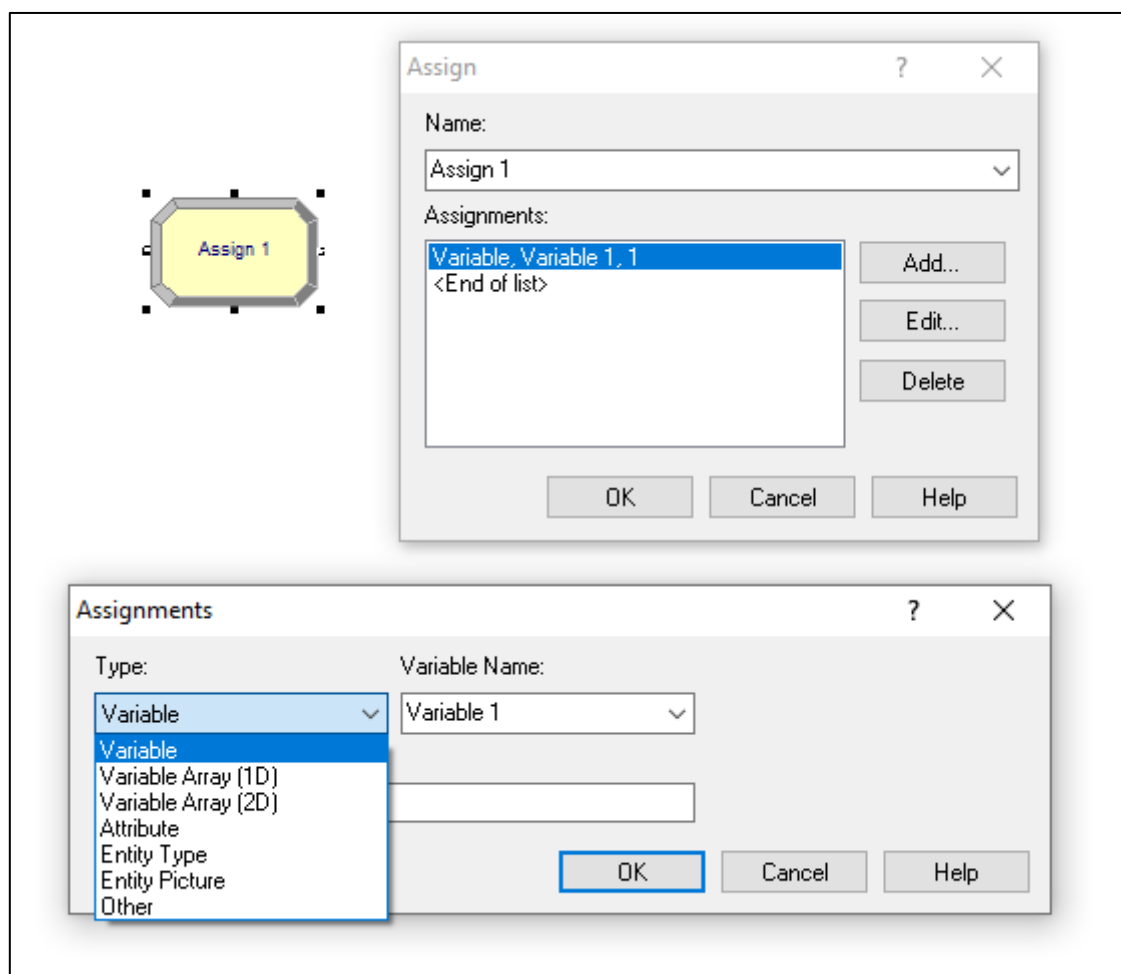 Assign
?
Name:
Assign 1
Assignments:
Variable, Variable 1, 1
<End of list>
Add...
Edit...
Delete
OK
Cancel
Help
Assign 1
Assignments
?
Type:
Variable Name:
Variable
Variable 1
Variable
Variable Array (1D)
Variable Array (2D)
Attribute
Entity Type
Entity Picture
Other
OK
Cancel
Help